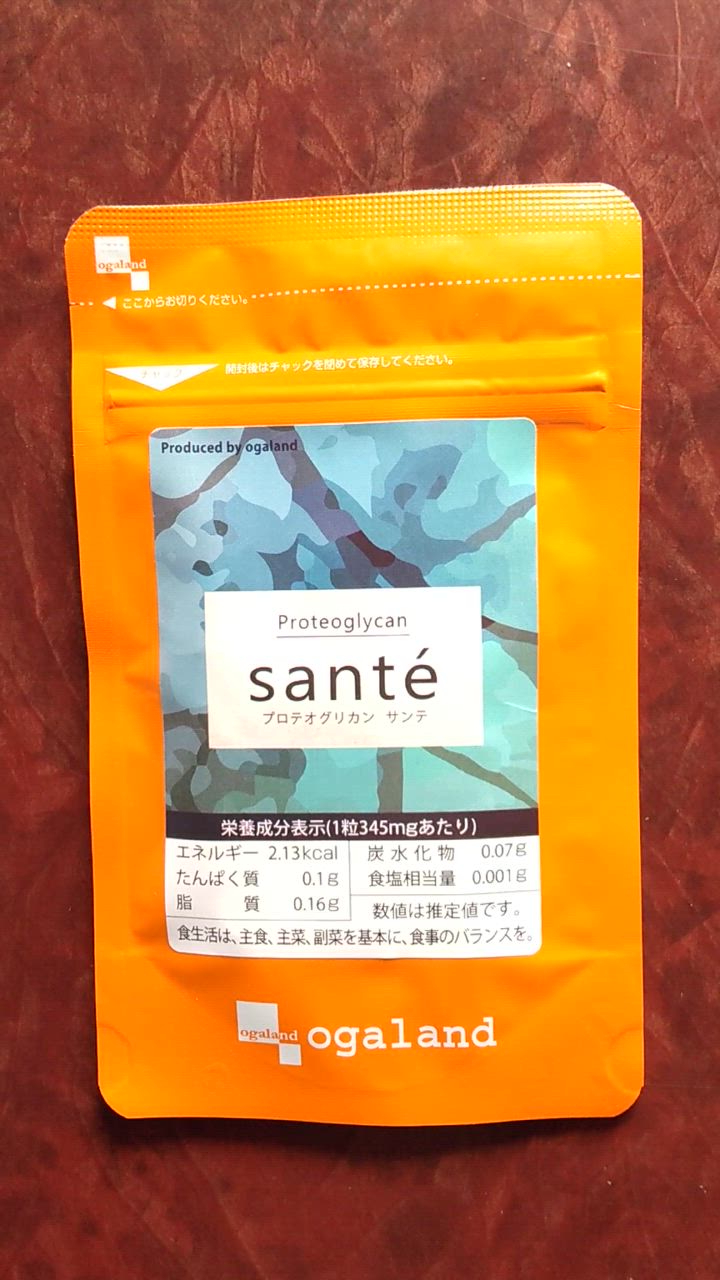 ogaland
ここからお切りください。
チャック
開封後はチャックを閉めて保存してください。
Produced by ogaland
Proteoglycan
santé
プロテオグリカン サンテ
栄養成分表示(1粒345mgあたり)
エネルギー 2.13kcal
たんぱく質 0.1g
脂質 0.16g
炭水化物 0.07g
食塩相当量 0.001g
数値は推定値です。
食生活は、主食、主菜、副菜を基本に、食事のバランスを。
ogaland
ogaland